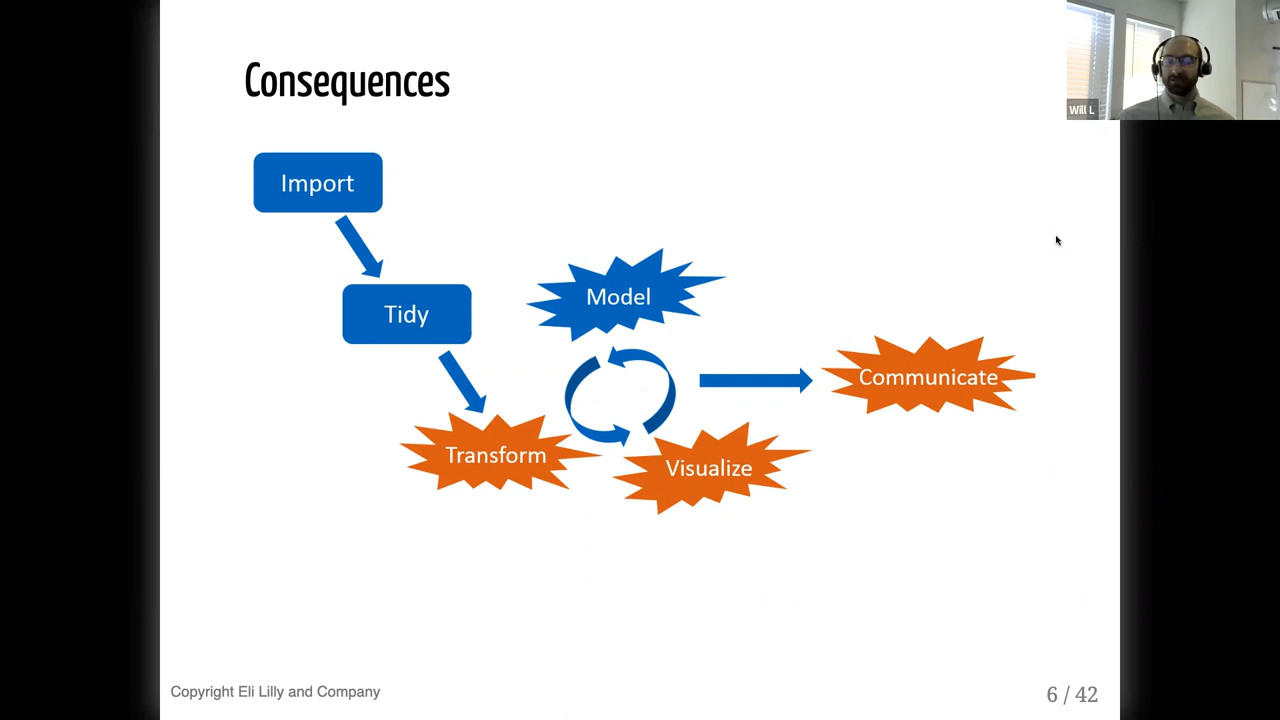 Consequences
Will L
Import
Tidy
Model
Communicate
Transform
Visualize
Copyright Eli Lilly and Company
6 / 42